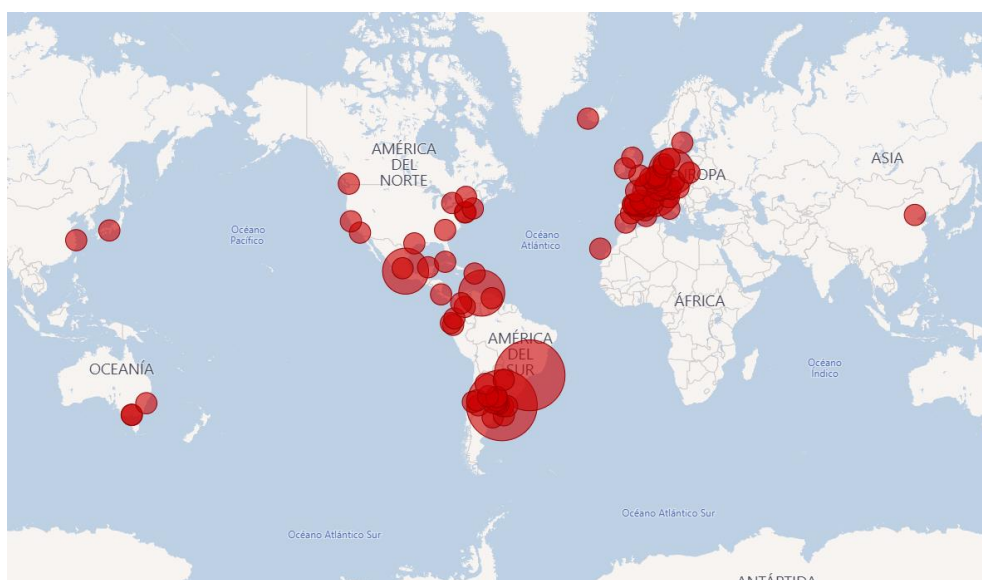 AMÉRICA
DEL
NORTE
ASIA
Océano
Pacífico
Océano
Atlántico
ÁFRICA
AMÉRICA
DEL
SUR
OCEANÍA
Océano
Índico
Océano Atlántico Sur
Océano Atlántico Sur